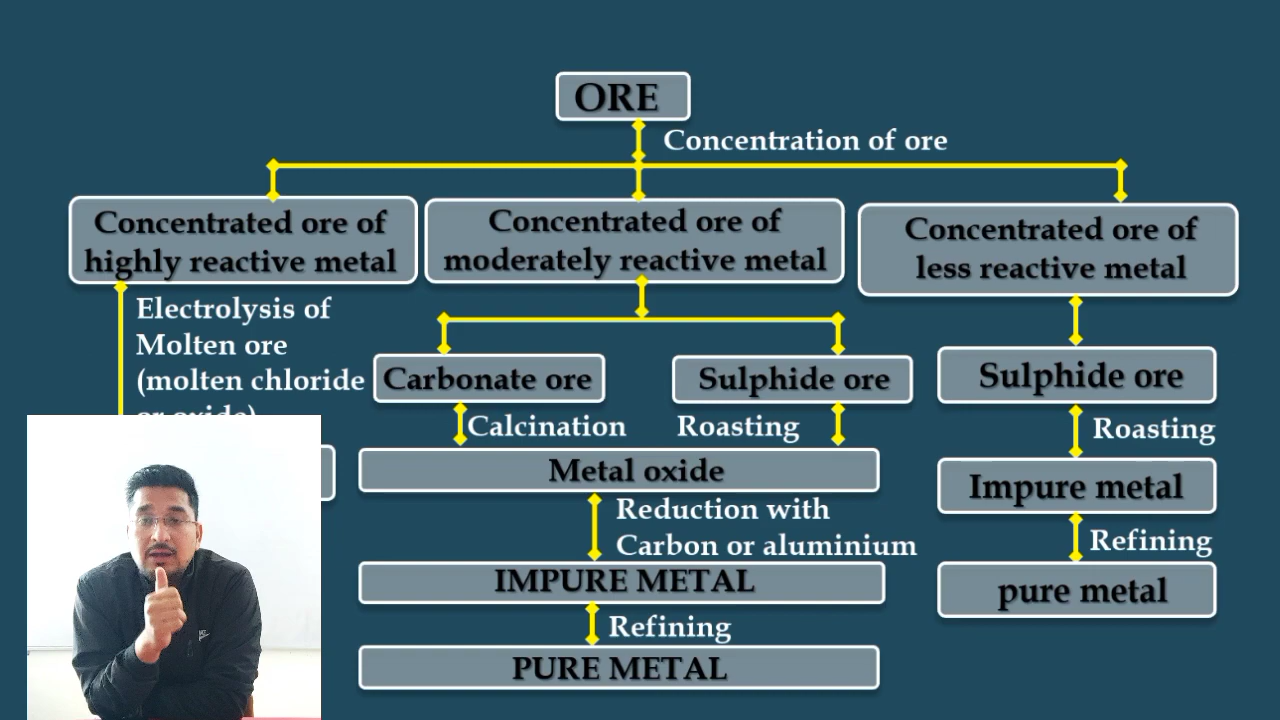 ORE
Concentration of ore
Concentrated ore of
highly reactive metal
Concentrated ore of
moderately reactive metal
Concentrated ore of
less reactive metal
Electrolysis of
Molten ore
(molten chloride
or oxide)
Carbonate ore
Sulphide ore
Sulphide ore
Calcination
Roasting
Roasting
Metal oxide
Impure metal
Reduction with
Carbon or aluminium
Refining
IMPURE METAL
pure metal
Refining
PURE METAL